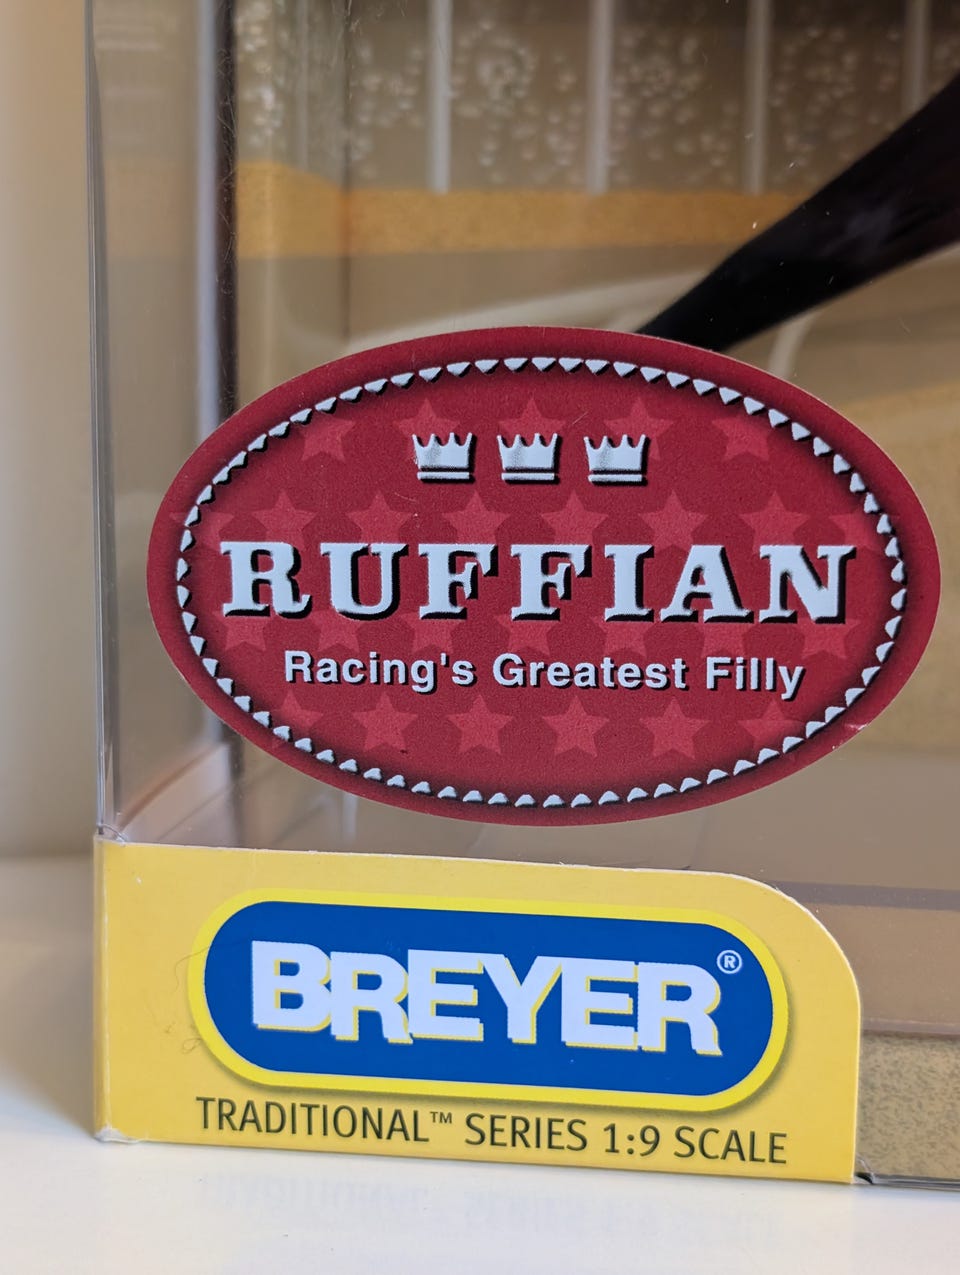 RUFFIAN
Racing's Greatest Filly
BREYER®
TRADITIONAL™ SERIES 1:9 SCALE